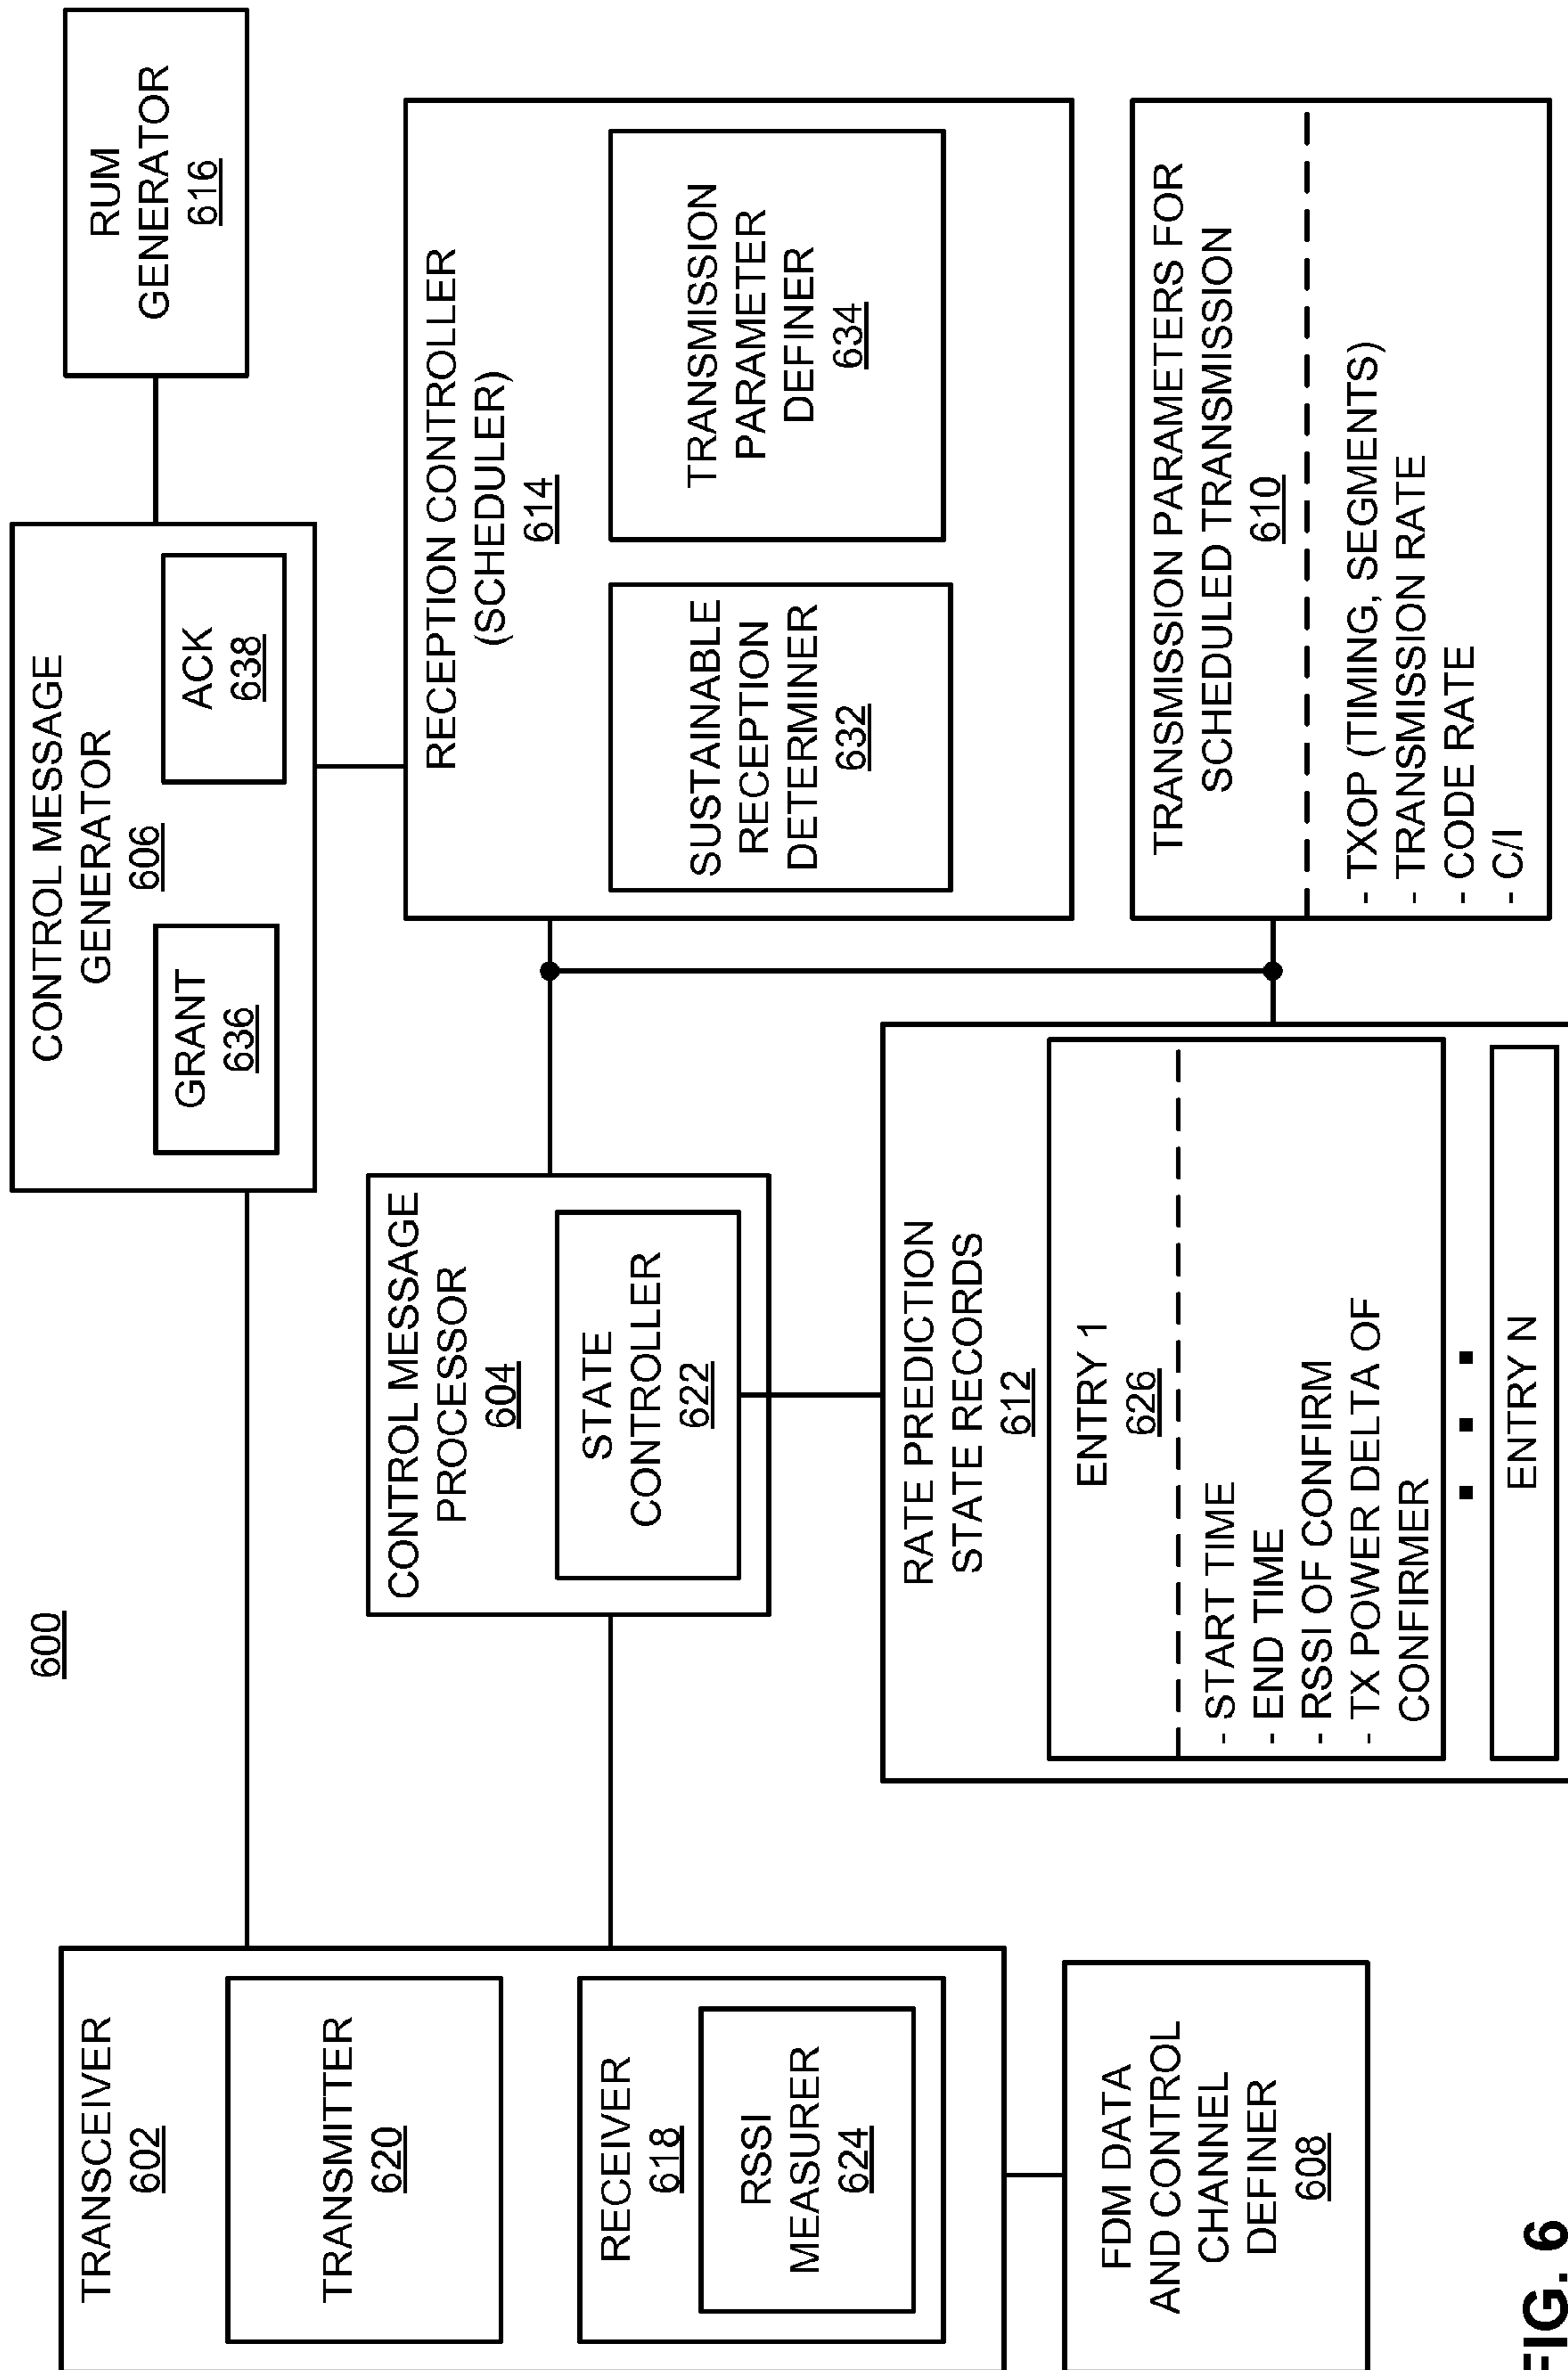 600
TRANSCEIVER
602
TRANSMITTER
620
RECEIVER
618
RSSI
MEASURER
624
FDM DATA
AND CONTROL
CHANNEL
DEFINER
608
CONTROL MESSAGE
GENERATOR
606
GRANT
636
ACK
638
RUM
GENERATOR
616
CONTROL MESSAGE
PROCESSOR
604
STATE
CONTROLLER
622
RECEPTION CONTROLLER
(SCHEDULER)
614
SUSTAINABLE
RECEPTION
DETERMINER
632
TRANSMISSION
PARAMETER
DEFINER
634
RATE PREDICTION
STATE RECORDS
612
ENTRY 1
626
- START TIME
- END TIME
- RSSI OF CONFIRM
- TX POWER DELTA OF
CONFIRMER
ENTRY N
TRANSMISSION PARAMETERS FOR
SCHEDULED TRANSMISSION
610
- TXOP (TIMING, SEGMENTS)
- TRANSMISSION RATE
- CODE RATE
- C/I
FIG. 6